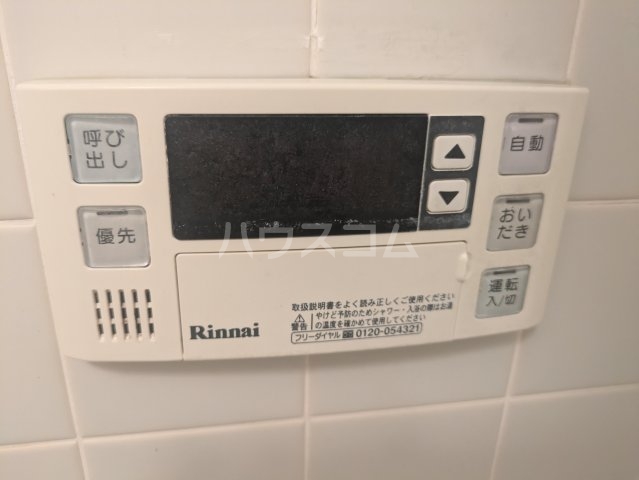 呼び
出し
優先
自動
おい
だき
運転
入/切
ハウスコム
Rinnai
取扱説明書をよく読み正しくご使用ください
警告
やけど予防のためシャワー・入浴の際はお湯
の温度を確かめて使用してください
フリーダイヤル 0120-054321